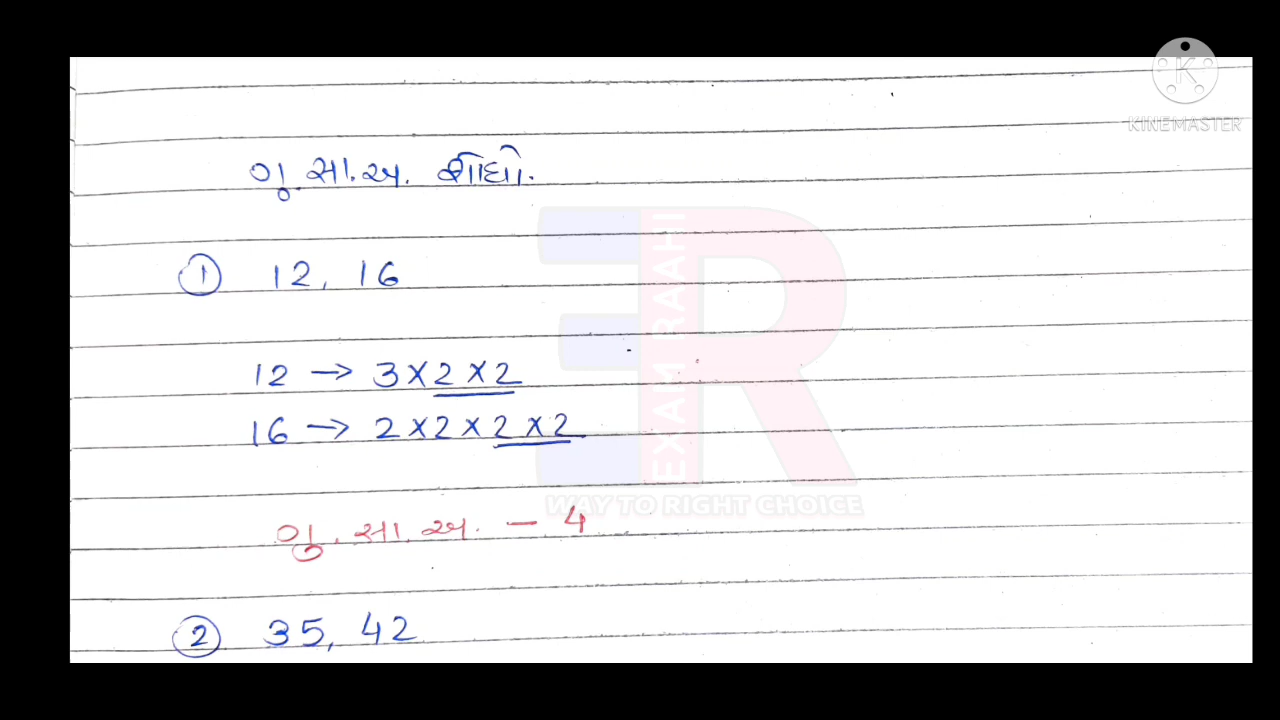 KINEMASTER
ગુ. સા.અ. શોધો.
① 12, 16
12 → 3 × 2 × 2
16 → 2 × 2 × 2 × 2
EXAM RAAHI
WAY TO RIGHT CHOICE
ગુ. સા. અ. – 4
② 35, 42